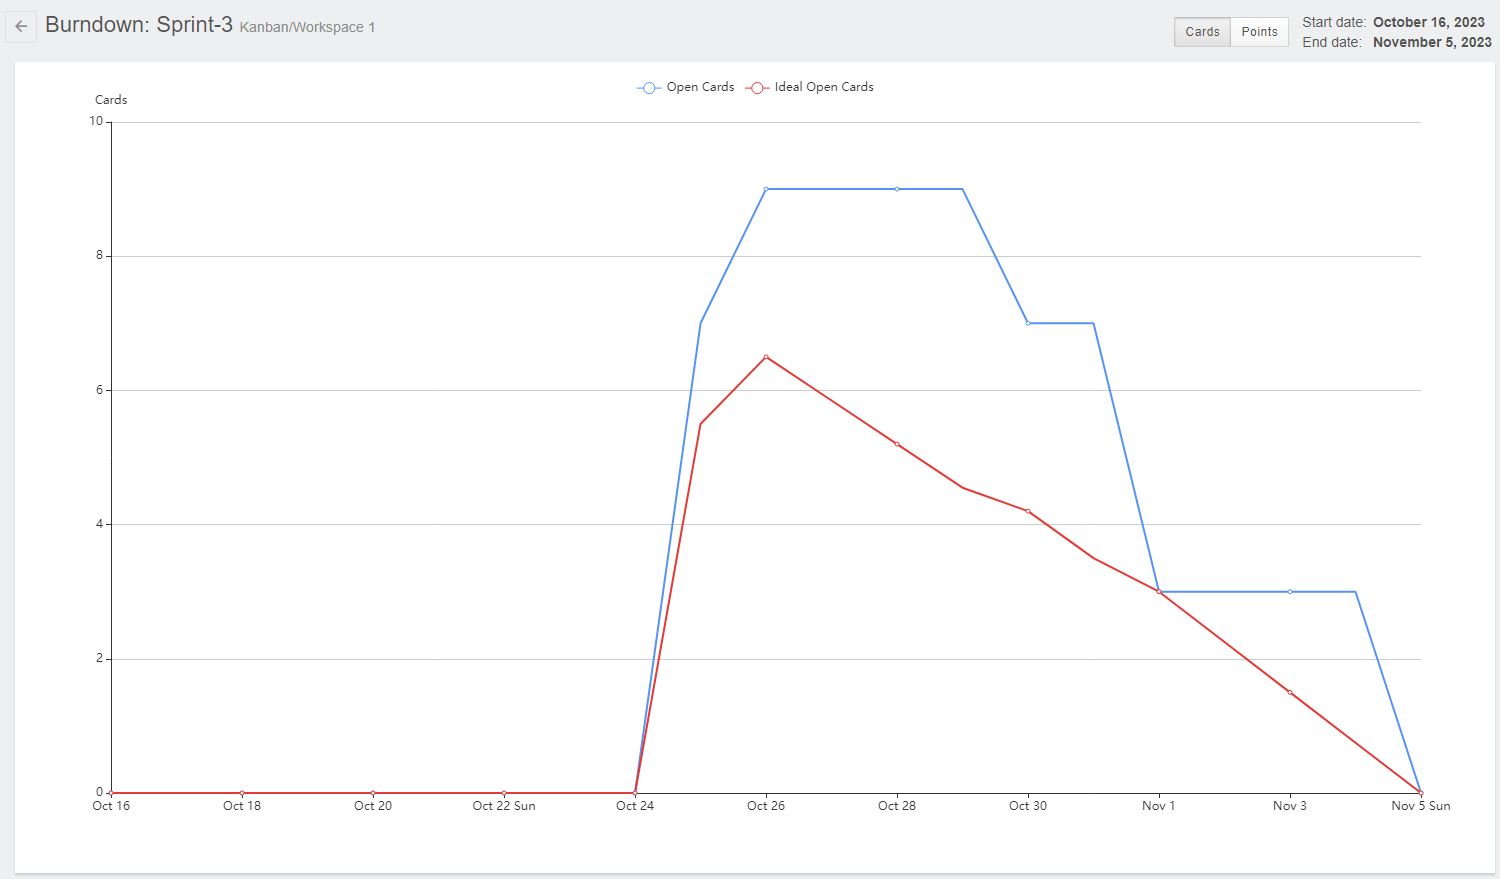 Burndown: Sprint-3 Kanban/Workspace 1
Cards Points
Start date: October 16, 2023
End date: November 5, 2023
Open Cards Ideal Open Cards
Cards
10
8
6
4
2
0
Oct 16 Oct 18 Oct 20 Oct 22 Sun Oct 24 Oct 26 Oct 28 Oct 30 Nov 1 Nov 3 Nov 5 Sun